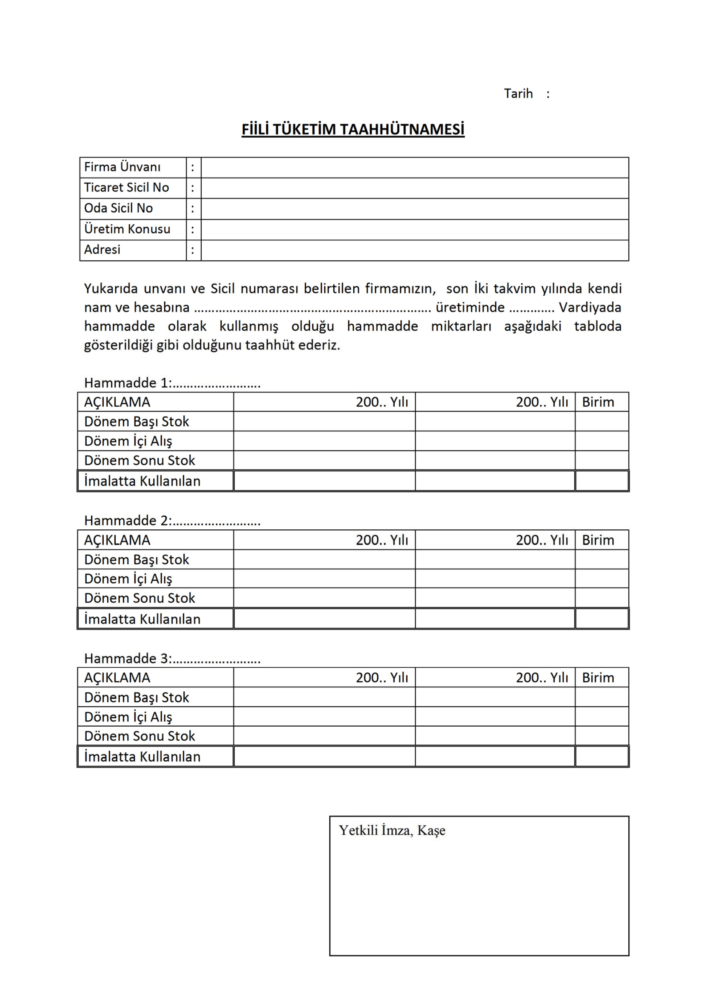 Tarih :
FİİLİ TÜKETİM TAAHHÜTNAMESİ
Firma Ünvanı :
Ticaret Sicil No :
Oda Sicil No :
Üretim Konusu :
Adresi :
Yukarıda unvanı ve Sicil numarası belirtilen firmamızın, son İki takvim yılında kendi
nam ve hesabına ………………………………………………………… üretiminde …………. Vardiyada
hammadde olarak kullanmış olduğu hammadde miktarları aşağıdaki tabloda
gösterildiği gibi olduğunu taahhüt ederiz.
Hammadde 1:…………………….
AÇIKLAMA 200.. Yılı 200.. Yılı Birim
Dönem Başı Stok
Dönem İçi Alış
Dönem Sonu Stok
İmalatta Kullanılan
Hammadde 2:…………………….
AÇIKLAMA 200.. Yılı 200.. Yılı Birim
Dönem Başı Stok
Dönem İçi Alış
Dönem Sonu Stok
İmalatta Kullanılan
Hammadde 3:…………………….
AÇIKLAMA 200.. Yılı 200.. Yılı Birim
Dönem Başı Stok
Dönem İçi Alış
Dönem Sonu Stok
İmalatta Kullanılan
Yetkili İmza, Kaşe